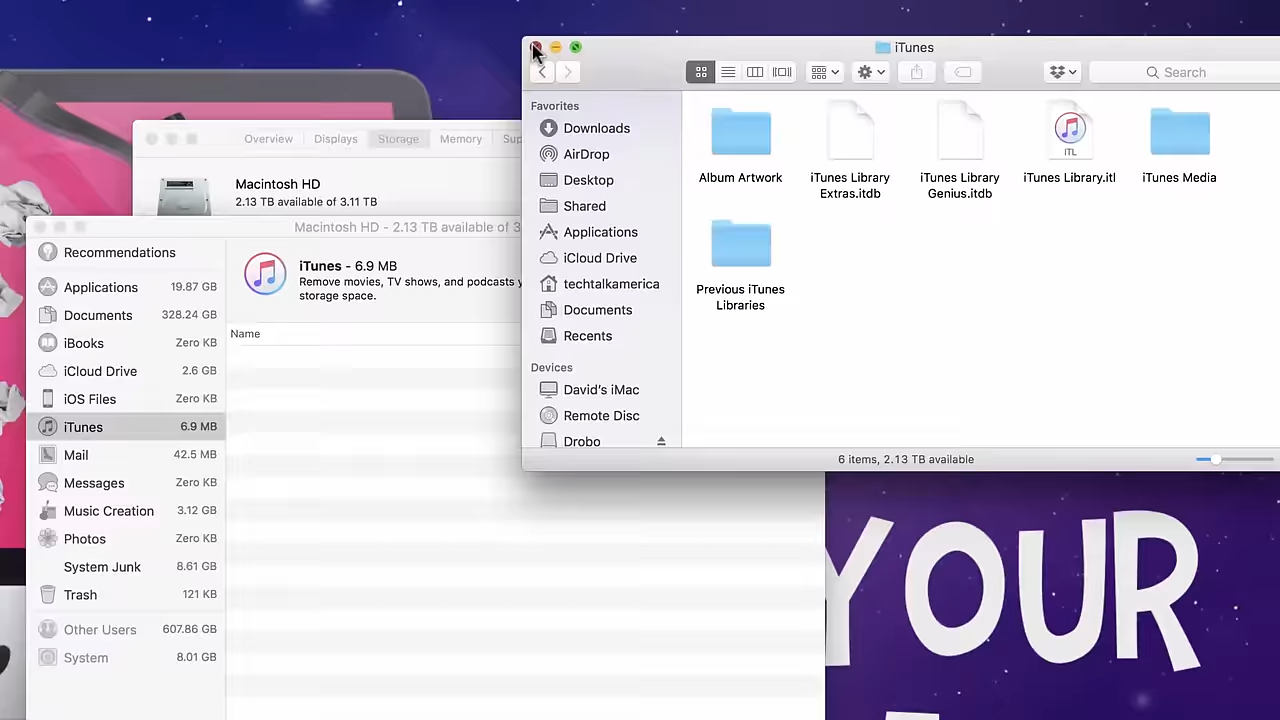 iTunes
Search
Favorites
Downloads
AirDrop
Desktop
Shared
Applications
iCloud Drive
techtalkamerica
Documents
Recents
Devices
David's iMac
Remote Disc
Drobo
Album Artwork
iTunes Library
Extras.itdb
iTunes Library
Genius.itdb
ITL
iTunes Library.itl
iTunes Media
Previous iTunes
Libraries
6 items, 2.13 TB available
Overview
Displays
Storage
Memory
Macintosh HD
2.13 TB available of 3.11 TB
Macintosh HD - 2.13 TB available of 3
Recommendations
Applications 19.87 GB
Documents 328.24 GB
iBooks Zero KB
iCloud Drive 2.6 GB
iOS Files Zero KB
iTunes 6.9 MB
Mail 42.5 MB
Messages Zero KB
Music Creation 3.12 GB
Photos Zero KB
System Junk 8.61 GB
Trash 121 KB
Other Users 607.86 GB
System 8.01 GB
iTunes - 6.9 MB
Remove movies, TV shows, and podcasts
storage space.
Name
YOUR